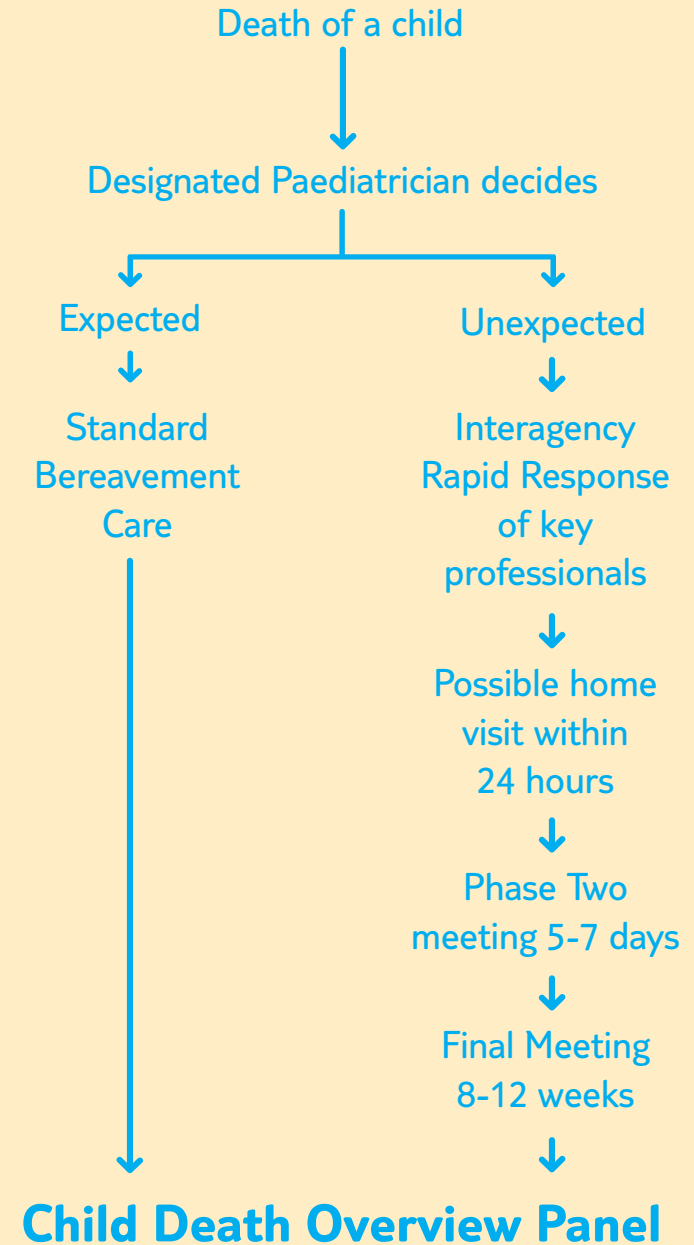 Death of a child
Designated Paediatrician decides
Expected
Standard
Bereavement
Care
Unexpected
Interagency
Rapid Response
of key
professionals
Possible home
visit within
24 hours
Phase Two
meeting 5-7 days
Final Meeting
8-12 weeks
Child Death Overview Panel